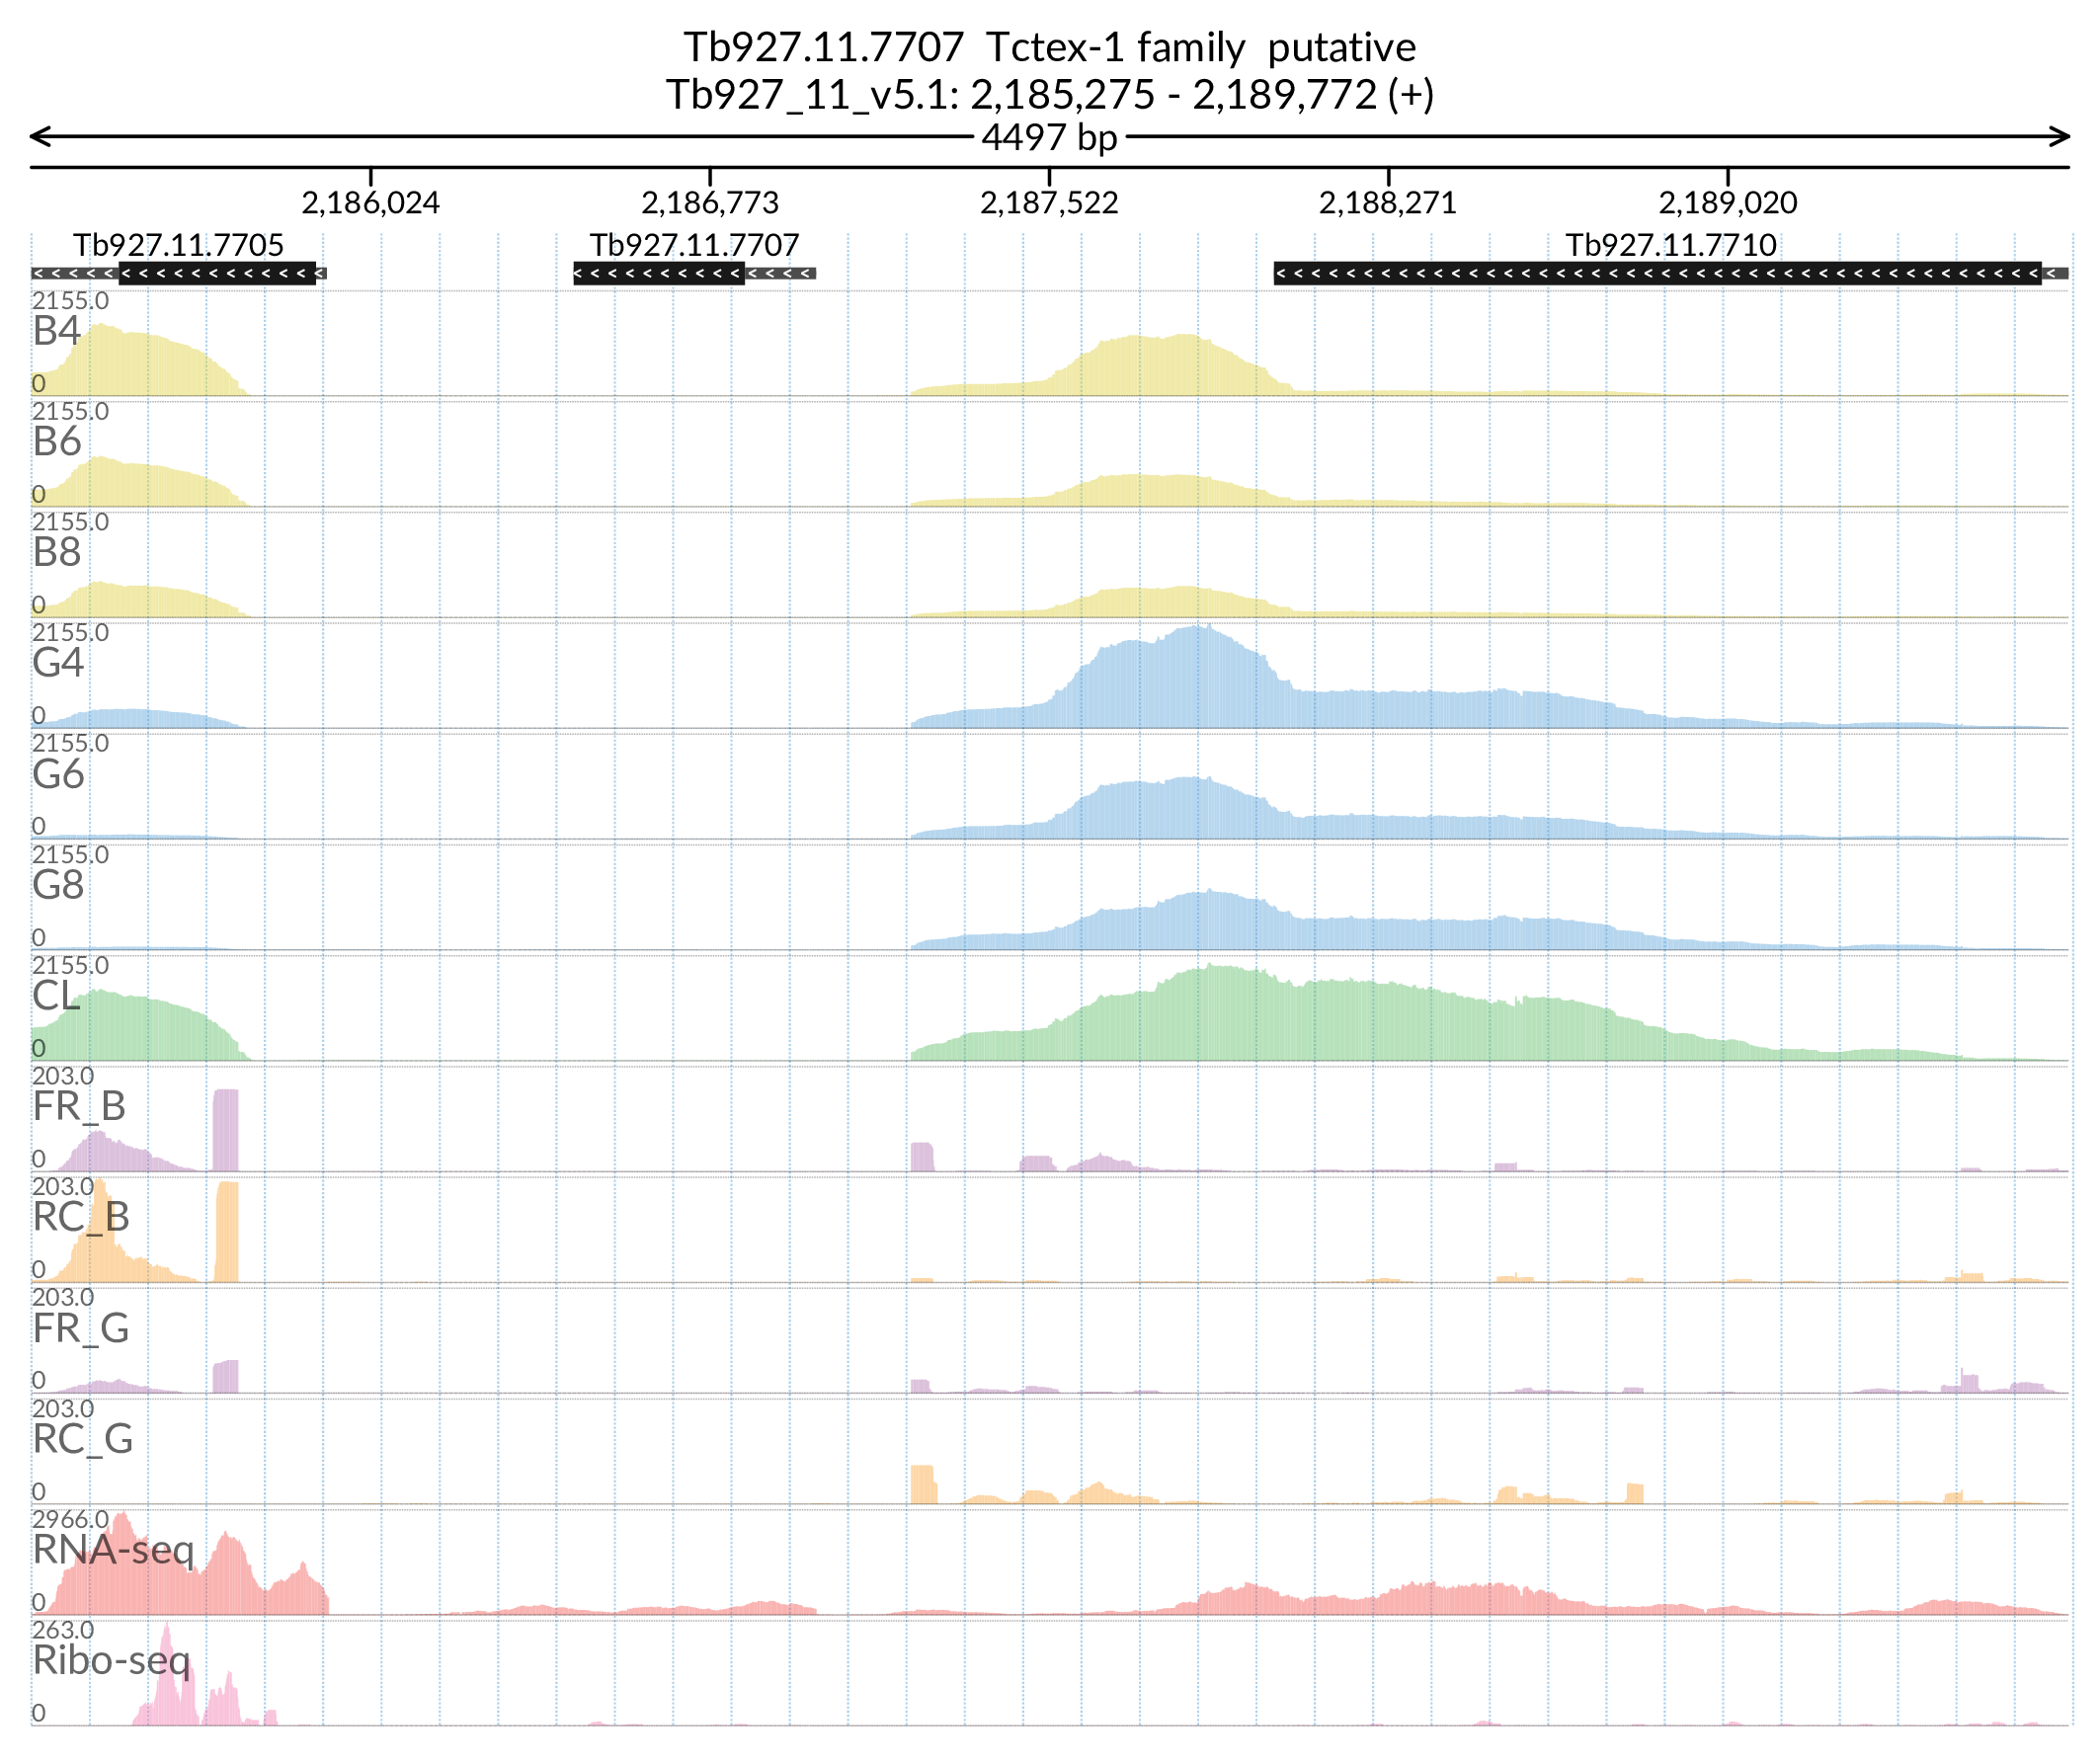 Tb927.11.7707 Tctex-1 family putative
Tb927_11_v5.1: 2,185,275 - 2,189,772 (+)
4497 bp
2,186,024 2,186,773 2,187,522 2,188,271 2,189,020
Tb927.11.7705 Tb927.11.7707 Tb927.11.7710
2155.0
B4
0
2155.0
B6
0
2155.0
B8
0
2155.0
G4
0
2155.0
G6
0
2155.0
G8
0
2155.0
CL
0
203.0
FR_B
0
203.0
RC_B
0
203.0
FR_G
0
203.0
RC_G
0
2966.0
RNA-seq
0
263.0
Ribo-seq
0